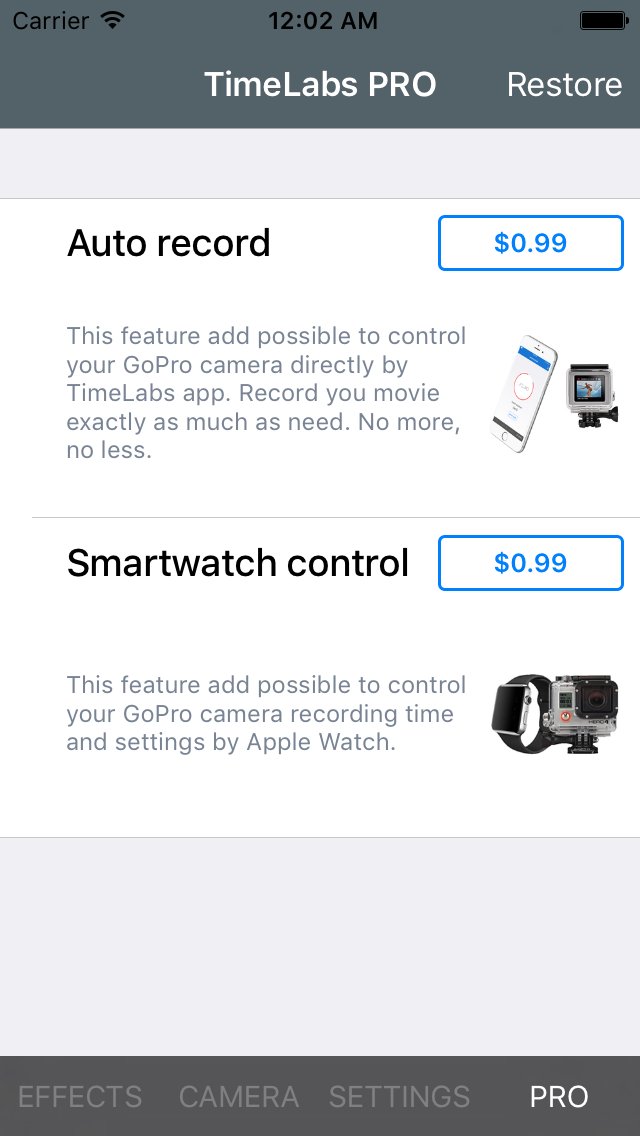 Carrier 12:02 AM
TimeLabs PRO Restore
Auto record $0.99
This feature add possible to control
your GoPro camera directly by
TimeLabs app. Record you movie
exactly as much as need. No more,
no less.
Smartwatch control $0.99
This feature add possible to control
your GoPro camera recording time
and settings by Apple Watch.
EFFECTS CAMERA SETTINGS PRO